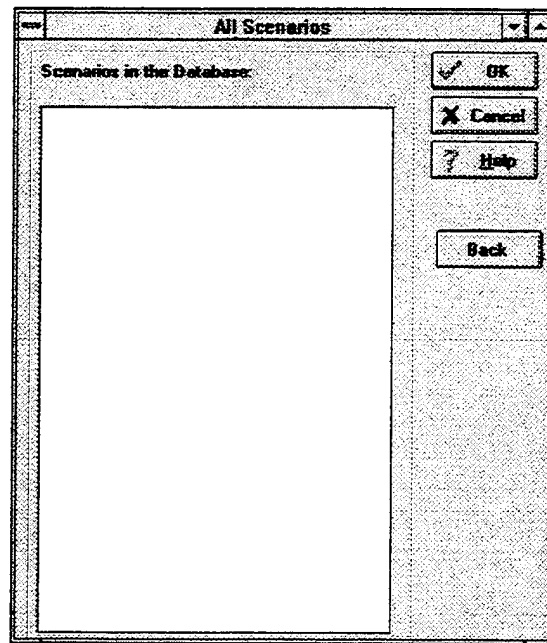 All Scenarios
Scenarios in the Database:
OK
Cancel
Help
Back